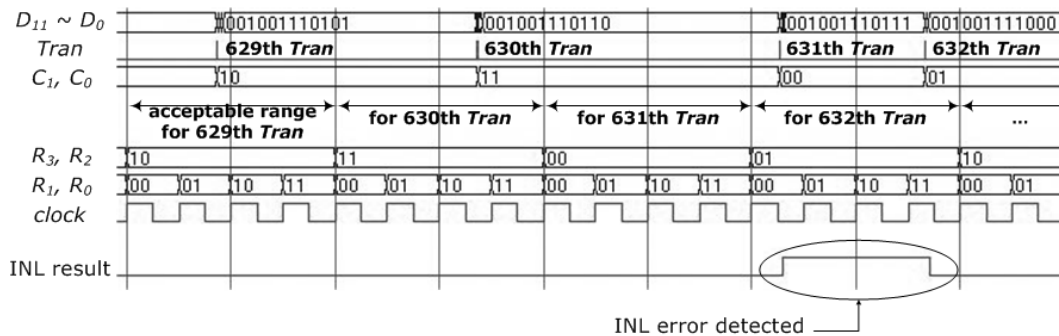 D11 ~ D0 001001110101 001001110110 001001110111 001001111000
Tran 629th Tran 630th Tran 631th Tran 632th Tran
C1, C0 10 11 00 01
acceptable range for 629th Tran for 630th Tran for 631th Tran for 632th Tran ...
R3, R2 10 11 00 01 10
R1, R0 00 01 10 11 00 01 10 11 00 01 10 11 00 01 10 11 00 01
clock
INL result
INL error detected